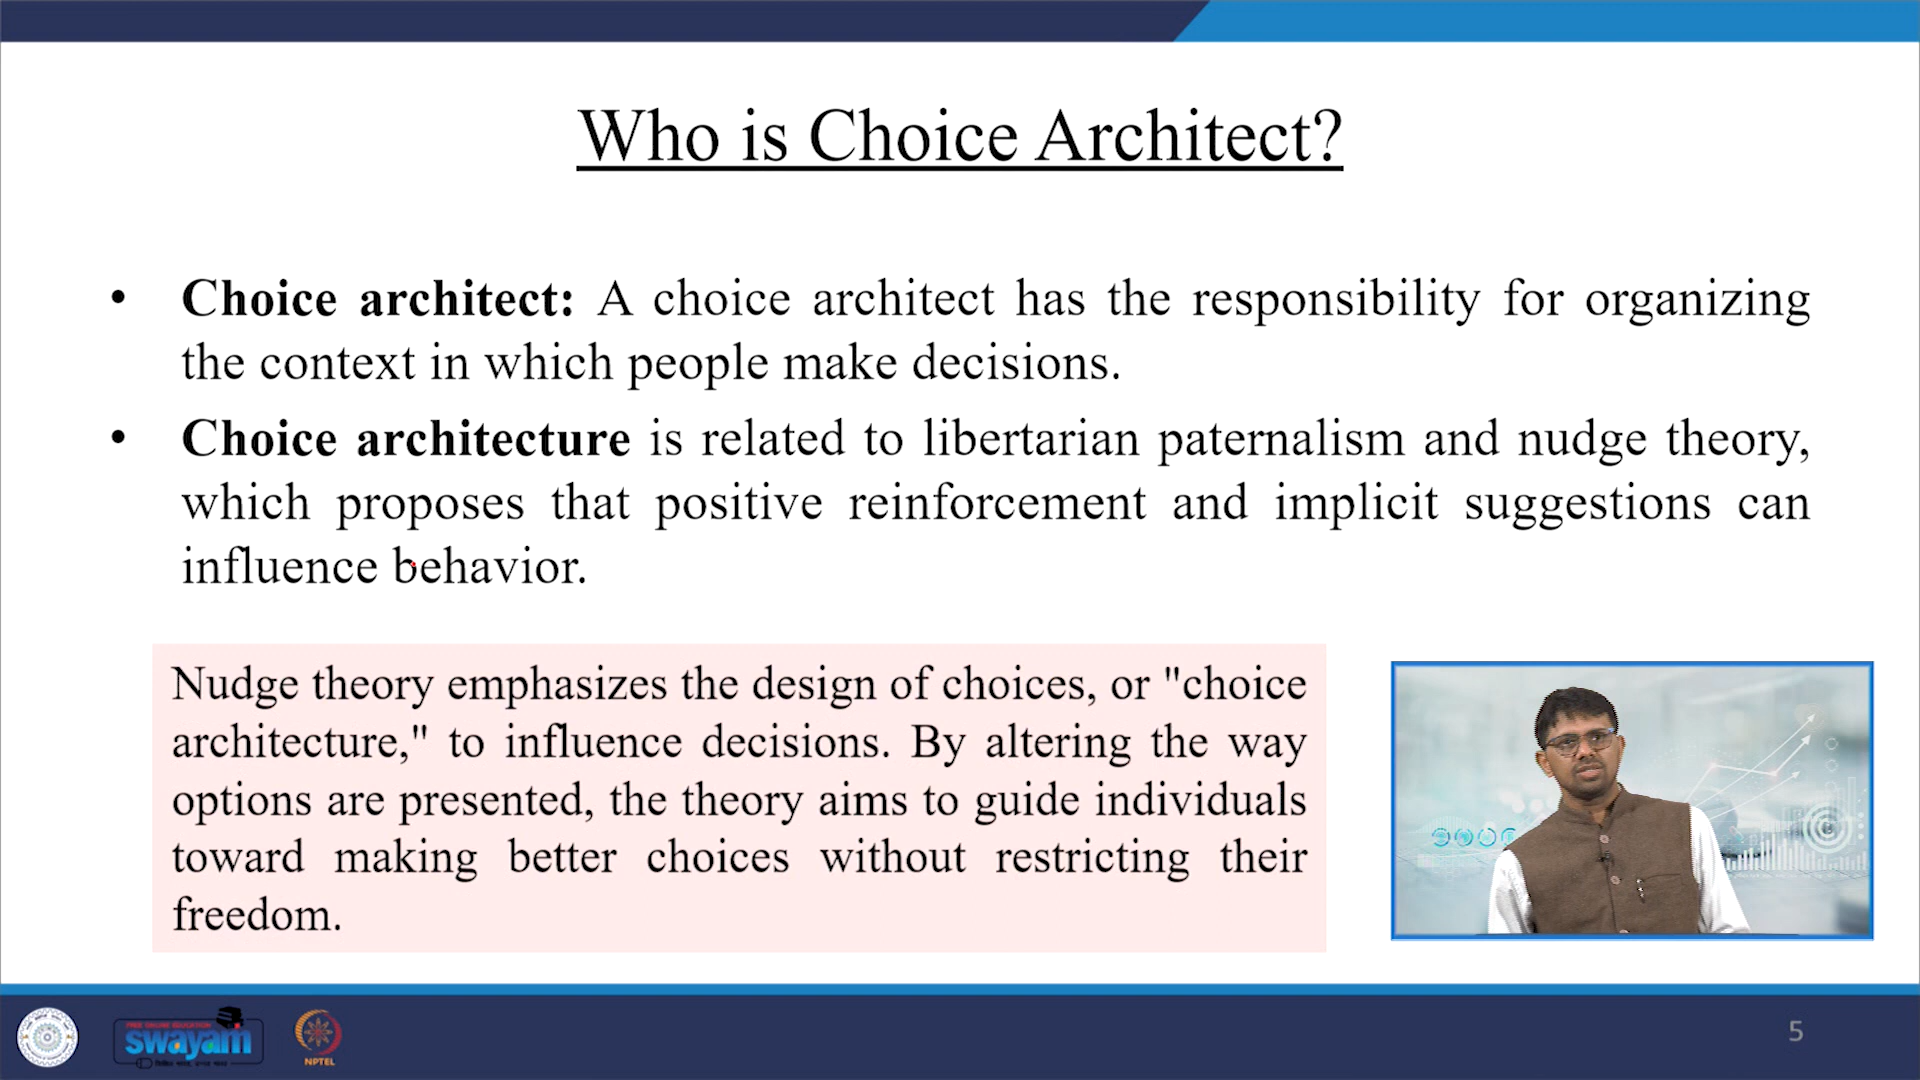 Who is Choice Architect?
• Choice architect: A choice architect has the responsibility for organizing
the context in which people make decisions.
• Choice architecture is related to libertarian paternalism and nudge theory,
which proposes that positive reinforcement and implicit suggestions can
influence behavior.
Nudge theory emphasizes the design of choices, or "choice
architecture," to influence decisions. By altering the way
options are presented, the theory aims to guide individuals
toward making better choices without restricting their
freedom.
FREE ONLINE EDUCATION
swayam
NPTEL
5